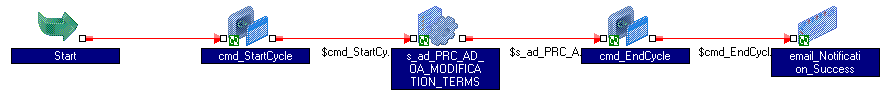 Start
cmd_StartCycle
$cmd_StartCy.
s_ad_PRC_AD_
OA_MODIFICA
TION_TERMS
$s_ad_PRC_A.
cmd_EndCycle
$cmd_EndCycl.
email_Notificati
on_Success